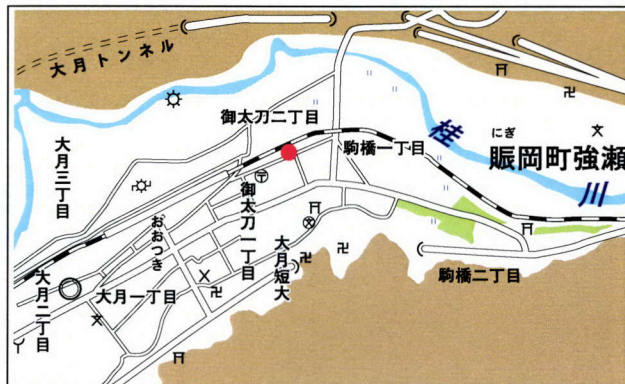 大月トンネル
御太刀二丁目
桂川
にぎ
賑岡町強瀬
駒橋一丁目
大月三丁目
御太刀一丁目
おおつき
大月短大
駒橋二丁目
大月一丁目
大月二丁目